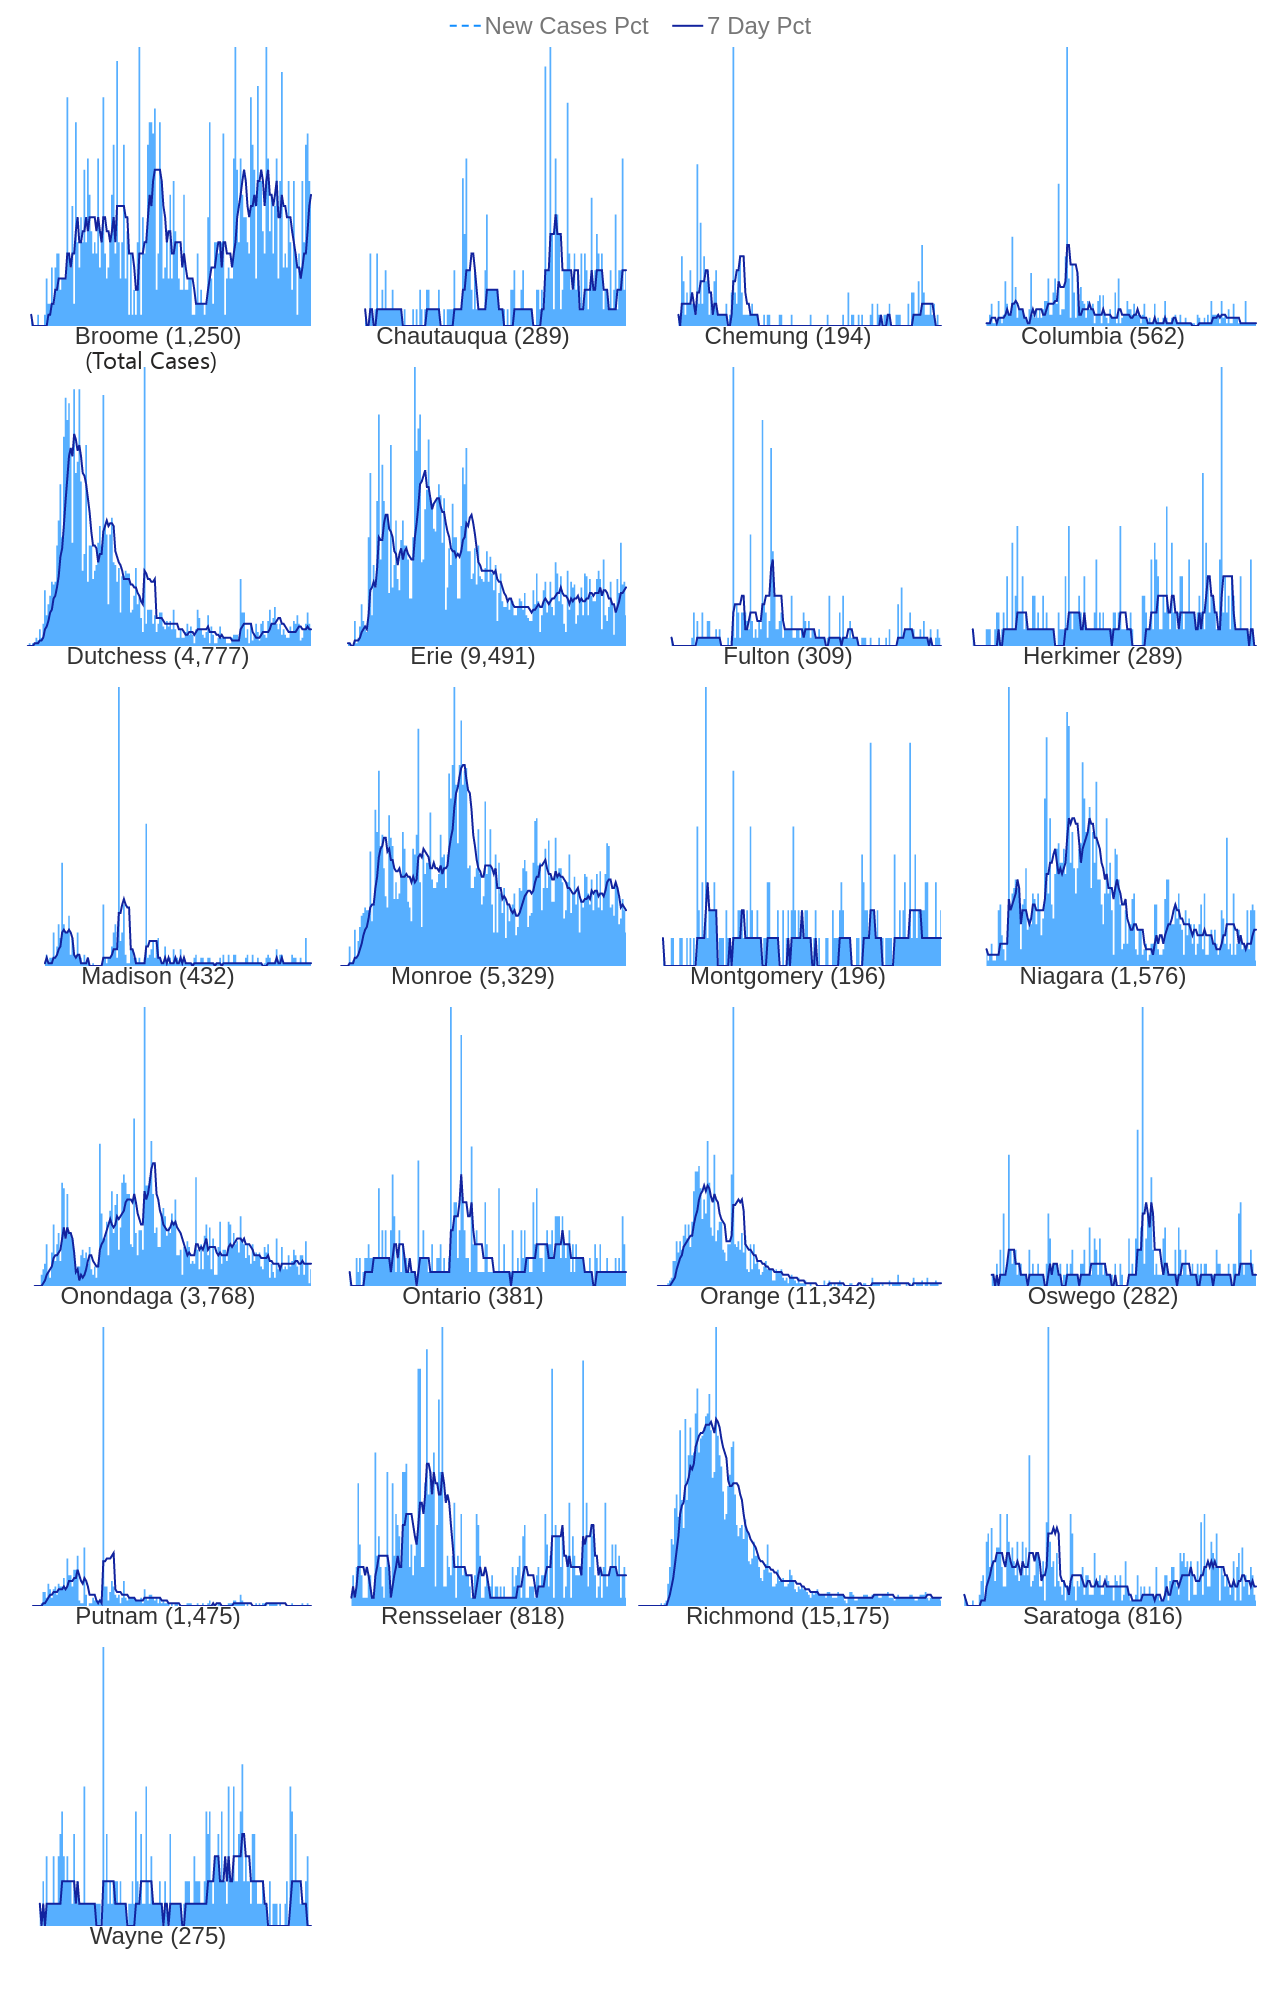 New Cases Pct 7 Day Pct
Broome (1,250) Chautauqua (289) Chemung (194) Columbia (562)
(Total Cases)
Dutchess (4,777) Erie (9,491) Fulton (309) Herkimer (289)
Madison (432) Monroe (5,329) Montgomery (196) Niagara (1,576)
Onondaga (3,768) Ontario (381) Orange (11,342) Oswego (282)
Putnam (1,475) Rensselaer (818) Richmond (15,175) Saratoga (816)
Wayne (275)